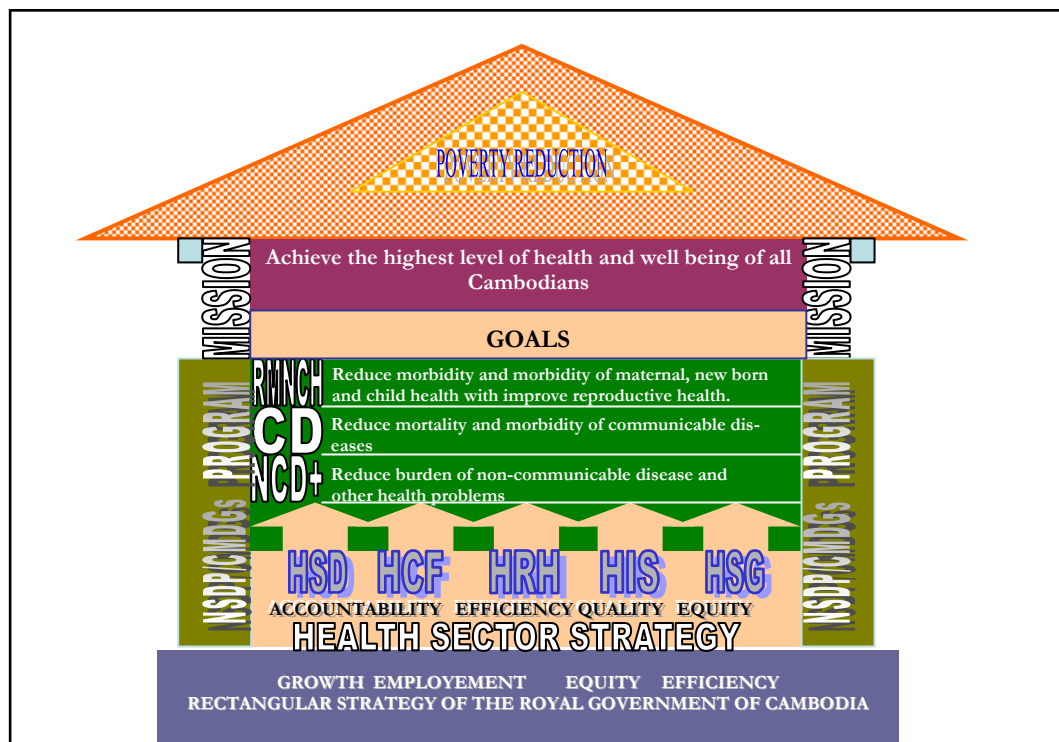 POVERTY REDUCTION
MISSION
Achieve the highest level of health and well being of all
Cambodians
MISSION
GOALS
NSDP/CMDGs PROGRAM
RMNCH
Reduce morbidity and morbidity of maternal, new born
and child health with improve reproductive health.
CD
Reduce mortality and morbidity of communicable dis-
eases
NCD+
Reduce burden of non-communicable disease and
other health problems
NSDP/CMDGs PROGRAM
HSD HCF HRH HIS HSG
ACCOUNTABILITY EFFICIENCY QUALITY EQUITY
HEALTH SECTOR STRATEGY
GROWTH EMPLOYEMENT EQUITY EFFICIENCY
RECTANGULAR STRATEGY OF THE ROYAL GOVERNMENT OF CAMBODIA